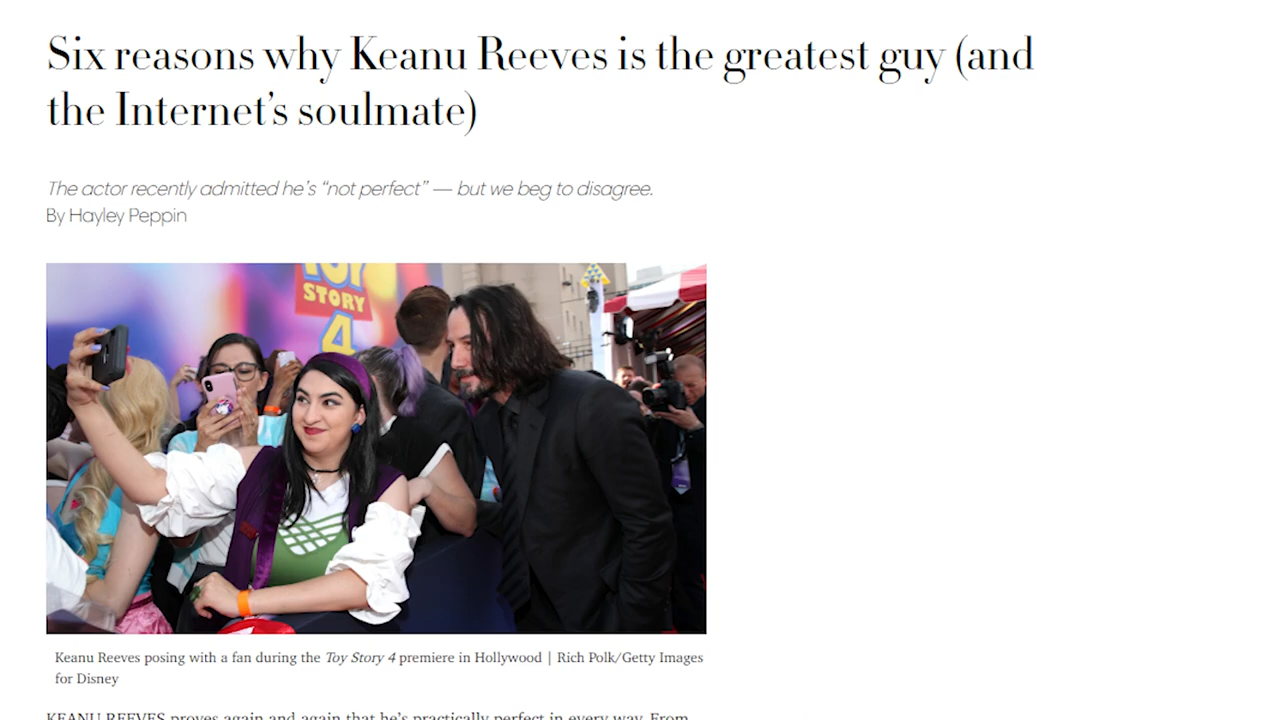 Six reasons why Keanu Reeves is the greatest guy (and
the Internet’s soulmate)
The actor recently admitted he’s “not perfect” — but we beg to disagree.
By Hayley Peppin
TOY
STORY
4
Keanu Reeves posing with a fan during the Toy Story 4 premiere in Hollywood | Rich Polk/Getty Images
for Disney
KEANU REEVES proves again and again that he’s practically perfect in every way. From